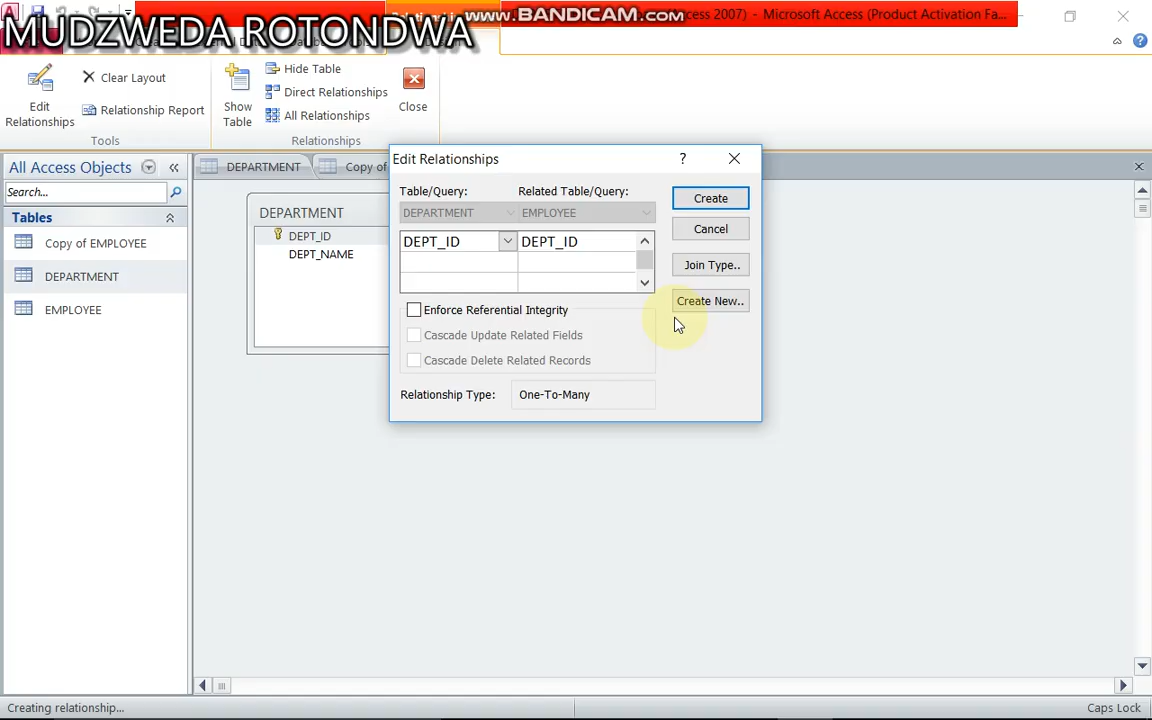 www.BANDICAM.com
ccess 2007) - Microsoft Access (Product Activation Fa...
MUDZWEDA ROTONDWA
Edit
Relationships
Clear Layout
Relationship Report
Tools
Show
Table
Hide Table
Direct Relationships
All Relationships
Relationships
Close
All Access Objects
Search...
Tables
Copy of EMPLOYEE
DEPARTMENT
EMPLOYEE
DEPARTMENT
Copy of
DEPARTMENT
DEPT_ID
DEPT_NAME
Edit Relationships
?
Table/Query:
Related Table/Query:
DEPARTMENT
EMPLOYEE
DEPT_ID
DEPT_ID
Enforce Referential Integrity
Cascade Update Related Fields
Cascade Delete Related Records
Relationship Type:
One-To-Many
Create
Cancel
Join Type..
Create New..
Creating relationship...
Caps Lock